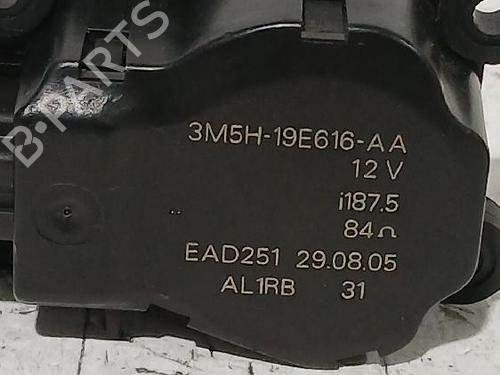 B-PARTS
3M5H-19E616-AA
12 V
i187.5
84Ω
EAD251 29.08.05
AL1RB 31